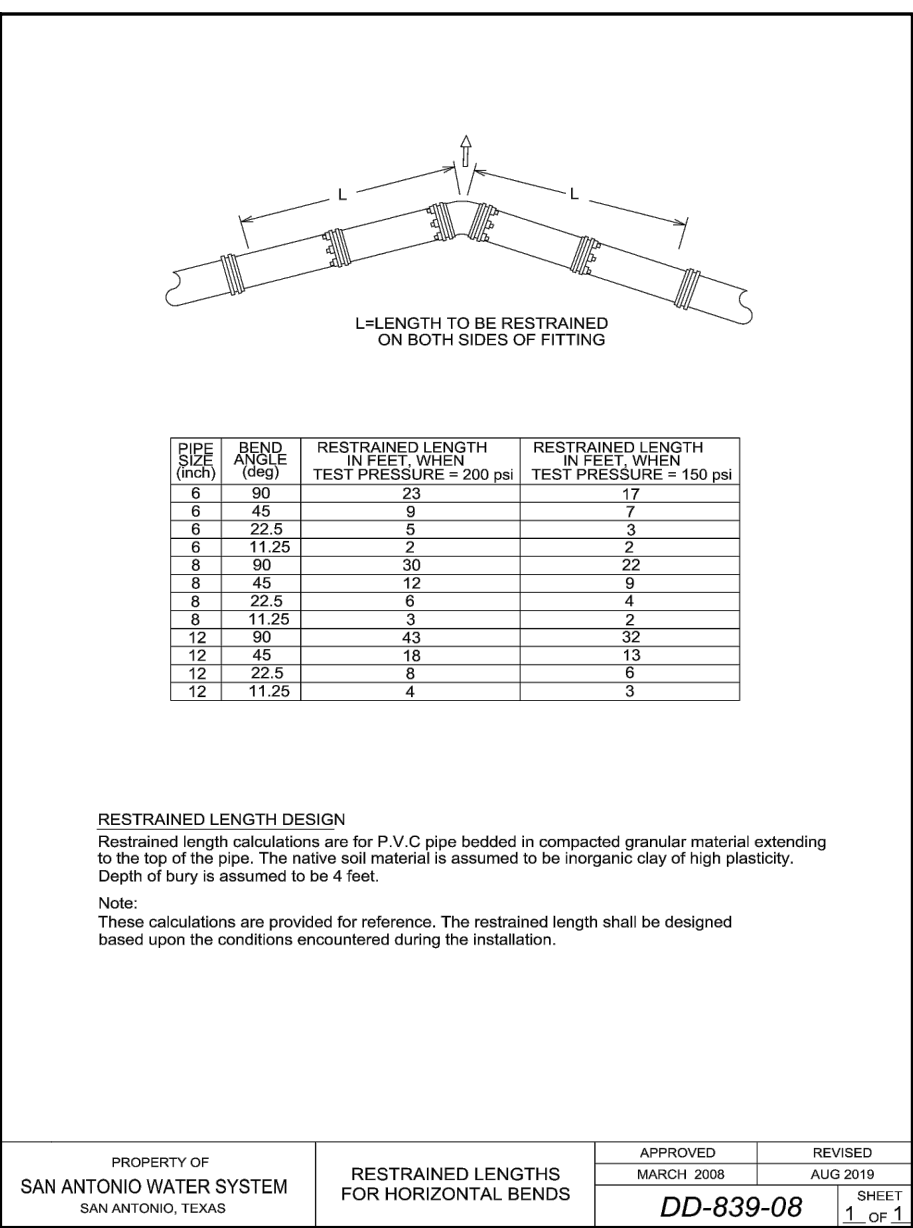 L
L
L=LENGTH TO BE RESTRAINED
ON BOTH SIDES OF FITTING
PIPE SIZE (inch) BEND ANGLE (deg) RESTRAINED LENGTH IN FEET, WHEN TEST PRESSURE = 200 psi RESTRAINED LENGTH IN FEET, WHEN TEST PRESSURE = 150 psi
6 90 23 17
6 45 9 7
6 22.5 5 3
6 11.25 2 2
8 90 30 22
8 45 12 9
8 22.5 6 4
8 11.25 3 2
12 90 43 32
12 45 18 13
12 22.5 8 6
12 11.25 4 3
RESTRAINED LENGTH DESIGN
Restrained length calculations are for P.V.C pipe bedded in compacted granular material extending
to the top of the pipe. The native soil material is assumed to be inorganic clay of high plasticity.
Depth of bury is assumed to be 4 feet.
Note:
These calculations are provided for reference. The restrained length shall be designed
based upon the conditions encountered during the installation.
PROPERTY OF
SAN ANTONIO WATER SYSTEM
SAN ANTONIO, TEXAS
RESTRAINED LENGTHS
FOR HORIZONTAL BENDS
APPROVED REVISED
MARCH 2008 AUG 2019
DD-839-08
SHEET
1 OF 1